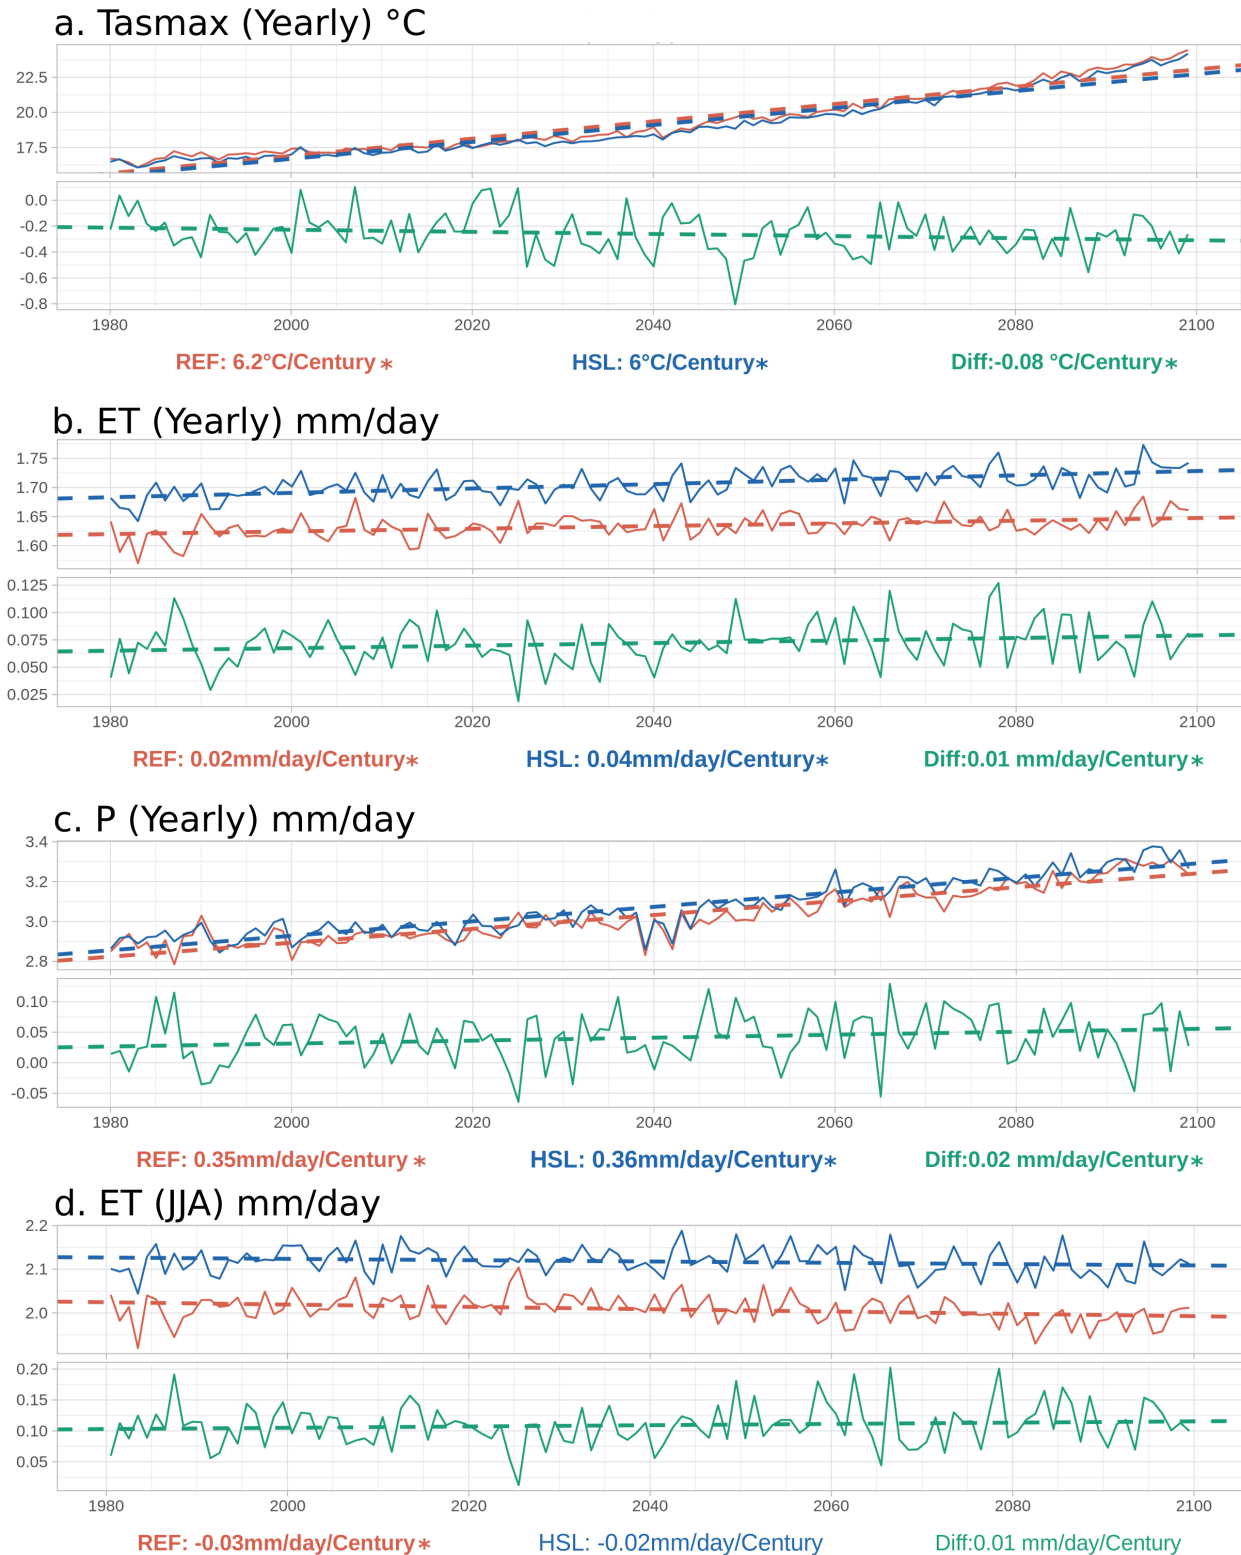 a. Tasmax (Yearly) °C
22.5
20.0
17.5
0.0
-0.2
-0.4
-0.6
-0.8
1980 2000 2020 2040 2060 2080 2100
REF: 6.2°C/Century* HSL: 6°C/Century* Diff:-0.08 °C/Century*
b. ET (Yearly) mm/day
1.75
1.70
1.65
1.60
0.125
0.100
0.075
0.050
0.025
1980 2000 2020 2040 2060 2080 2100
REF: 0.02mm/day/Century* HSL: 0.04mm/day/Century* Diff:0.01 mm/day/Century*
c. P (Yearly) mm/day
3.4
3.2
3.0
2.8
0.10
0.05
0.00
-0.05
1980 2000 2020 2040 2060 2080 2100
REF: 0.35mm/day/Century* HSL: 0.36mm/day/Century* Diff:0.02 mm/day/Century*
d. ET (JJA) mm/day
2.2
2.1
2.0
0.20
0.15
0.10
0.05
1980 2000 2020 2040 2060 2080 2100
REF: -0.03mm/day/Century* HSL: -0.02mm/day/Century Diff:0.01 mm/day/Century